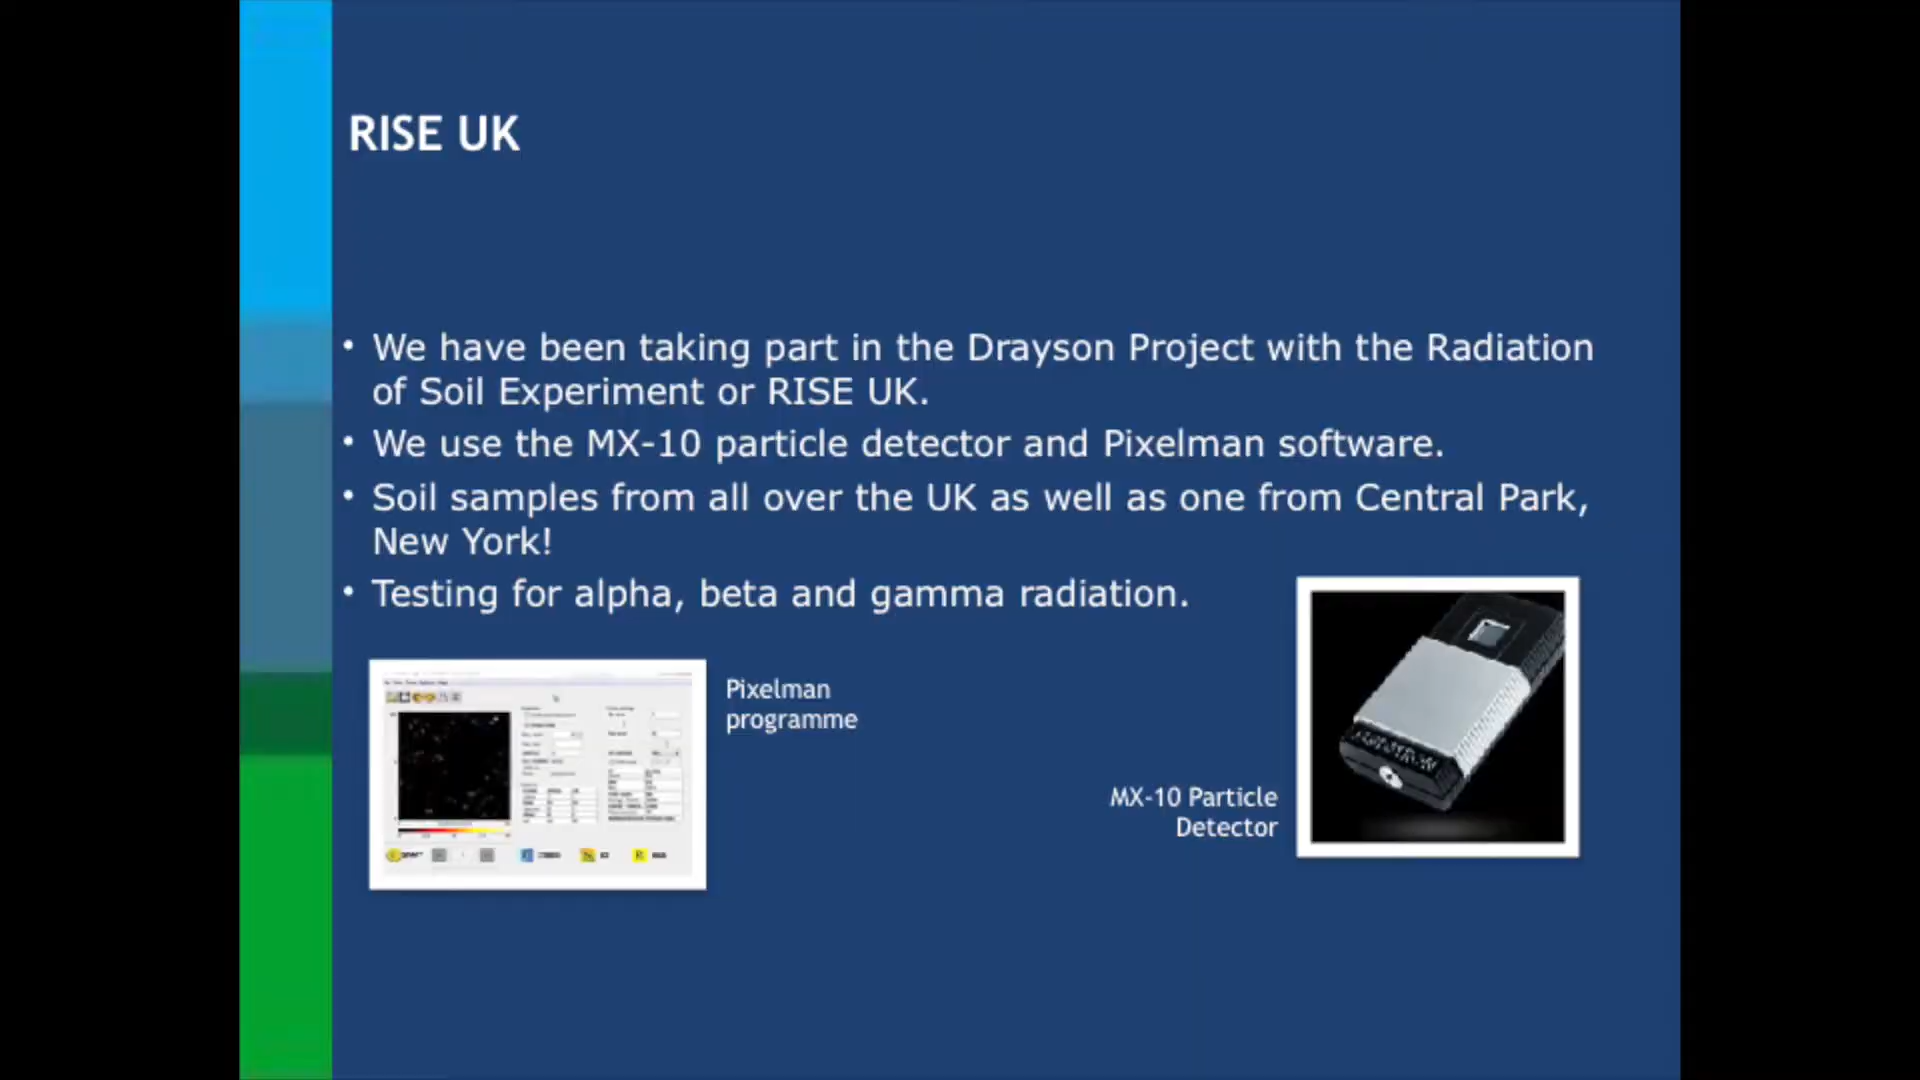 RISE UK
• We have been taking part in the Drayson Project with the Radiation
of Soil Experiment or RISE UK.
• We use the MX-10 particle detector and Pixelman software.
• Soil samples from all over the UK as well as one from Central Park,
New York!
• Testing for alpha, beta and gamma radiation.
Pixelman
programme
MX-10 Particle
Detector